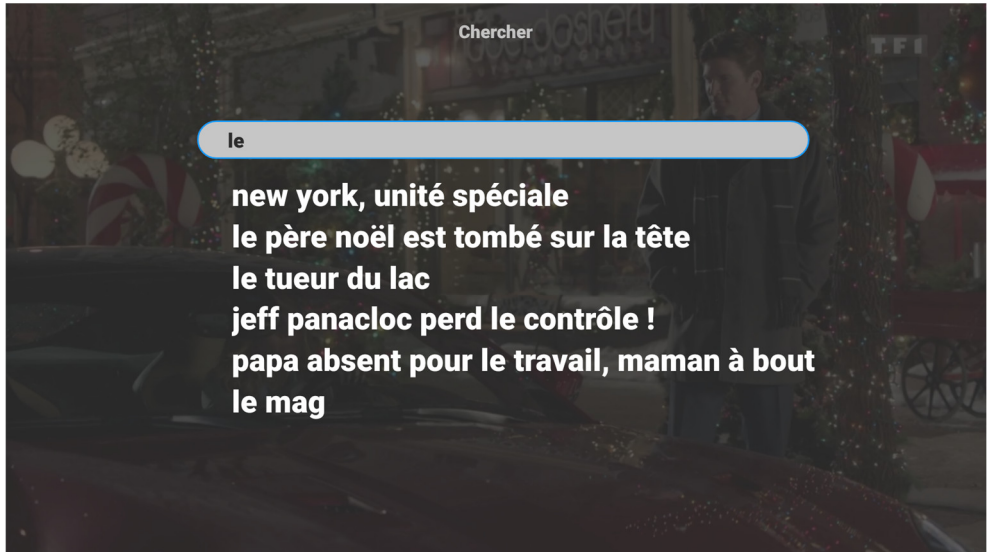 Chercher
TF1
le
new york, unité spéciale
le père noël est tombé sur la tête
le tueur du lac
jeff panacloc perd le contrôle !
papa absent pour le travail, maman à bout
le mag